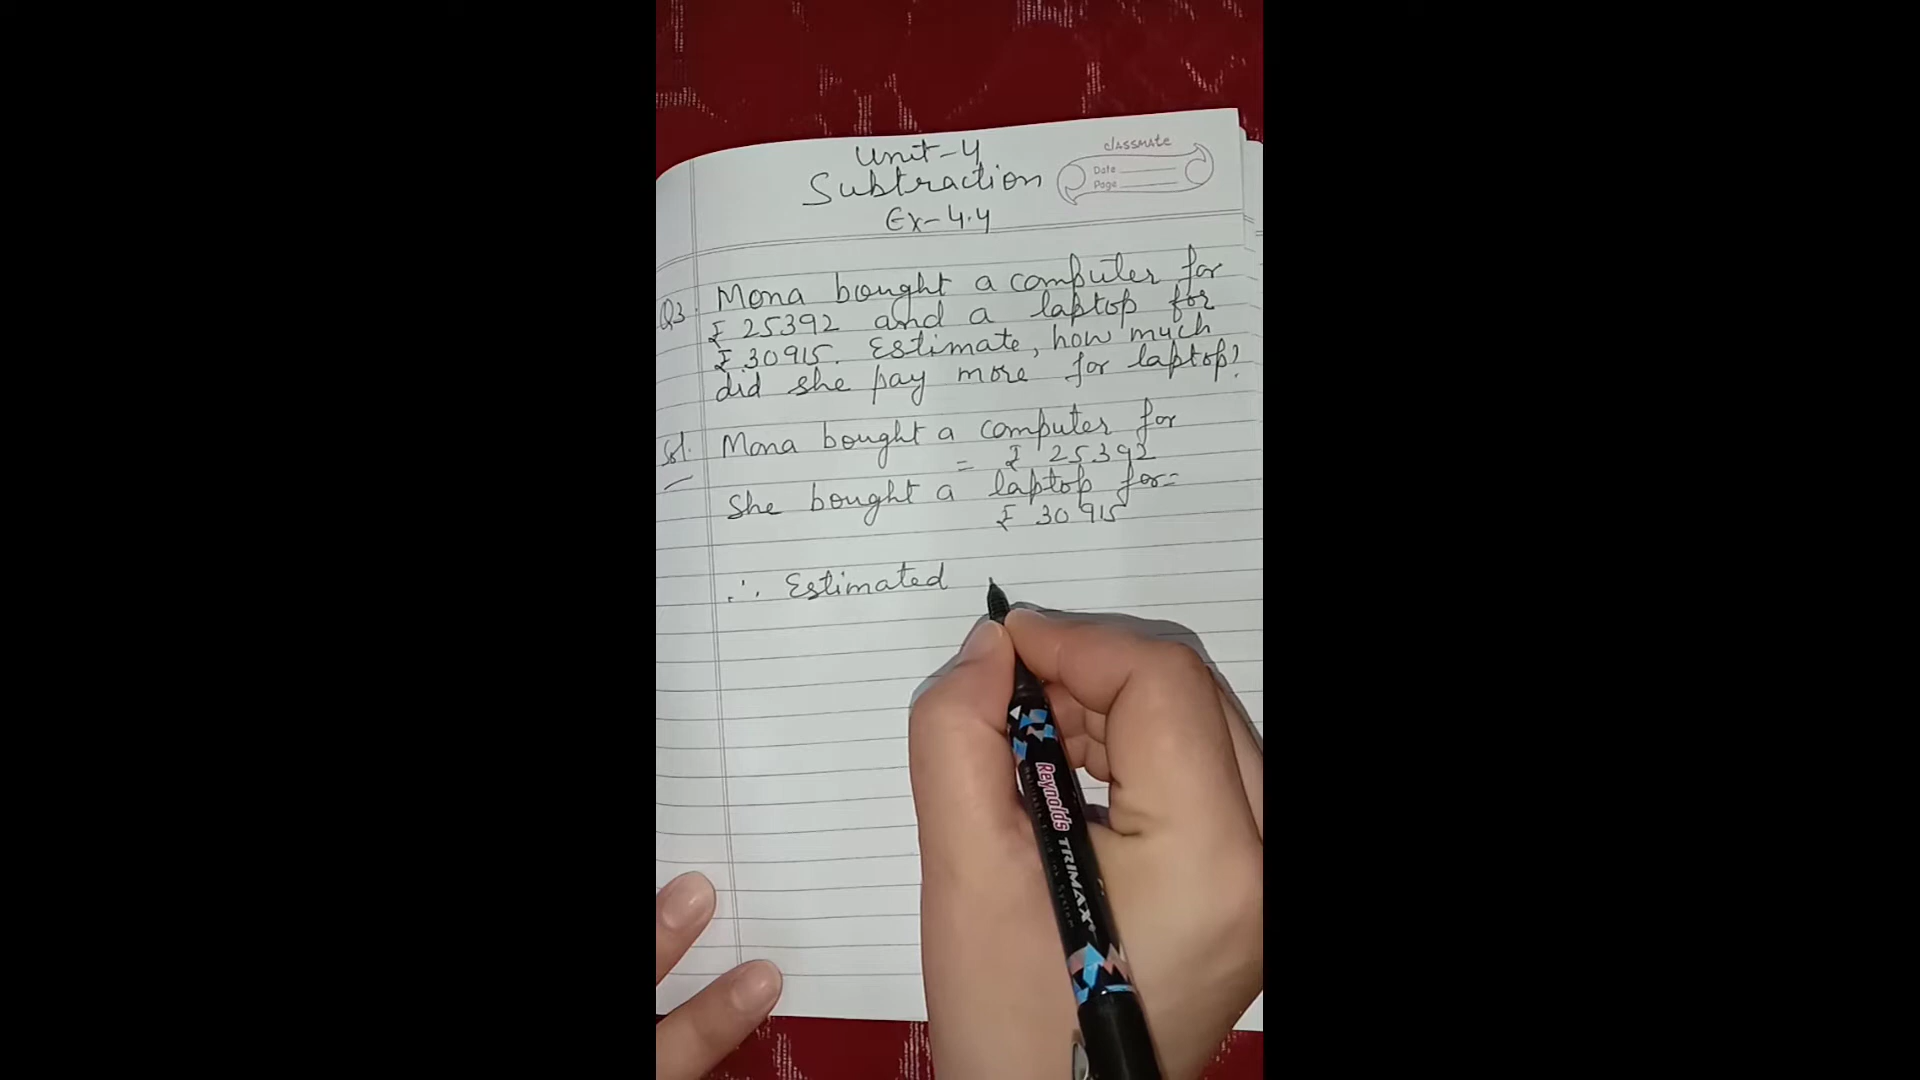 Unit-4
Subtraction
Ex-4.4
classmate
Date
Page
Q3. Mona bought a computer for
₹ 25392 and a laptop for
₹ 30915. Estimate, how much
did she pay more for laptop?
Sol. Mona bought a computer for
= ₹ 25392
She bought a laptop for=
₹ 30915
∴ Estimated
Reynolds TRIMAX